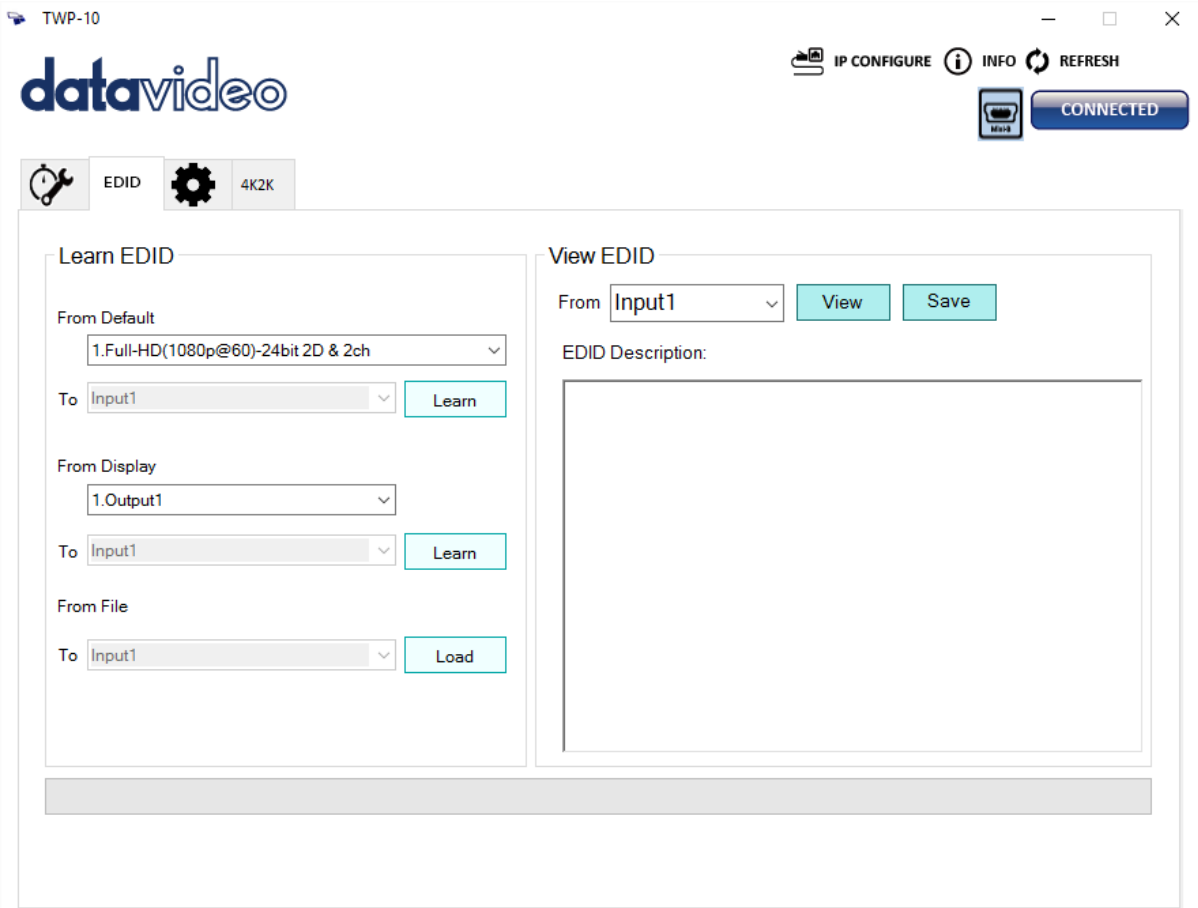 TWP-10
datavideo
IP CONFIGURE INFO REFRESH
Mini-B
CONNECTED
EDID 4K2K
Learn EDID
From Default
1.Full-HD(1080p@60)-24bit 2D & 2ch
To Input1 Learn
From Display
1.Output1
To Input1 Learn
From File
To Input1 Load
View EDID
From Input1 View Save
EDID Description: